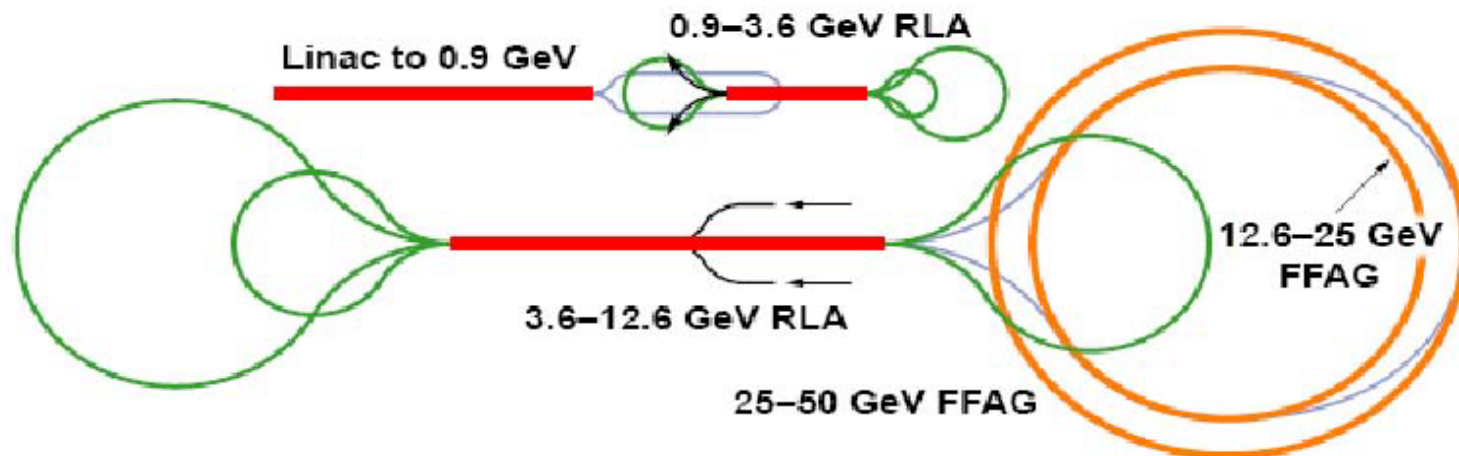 0.9–3.6 GeV RLA
Linac to 0.9 GeV
12.6–25 GeV
FFAG
3.6–12.6 GeV RLA
25–50 GeV FFAG